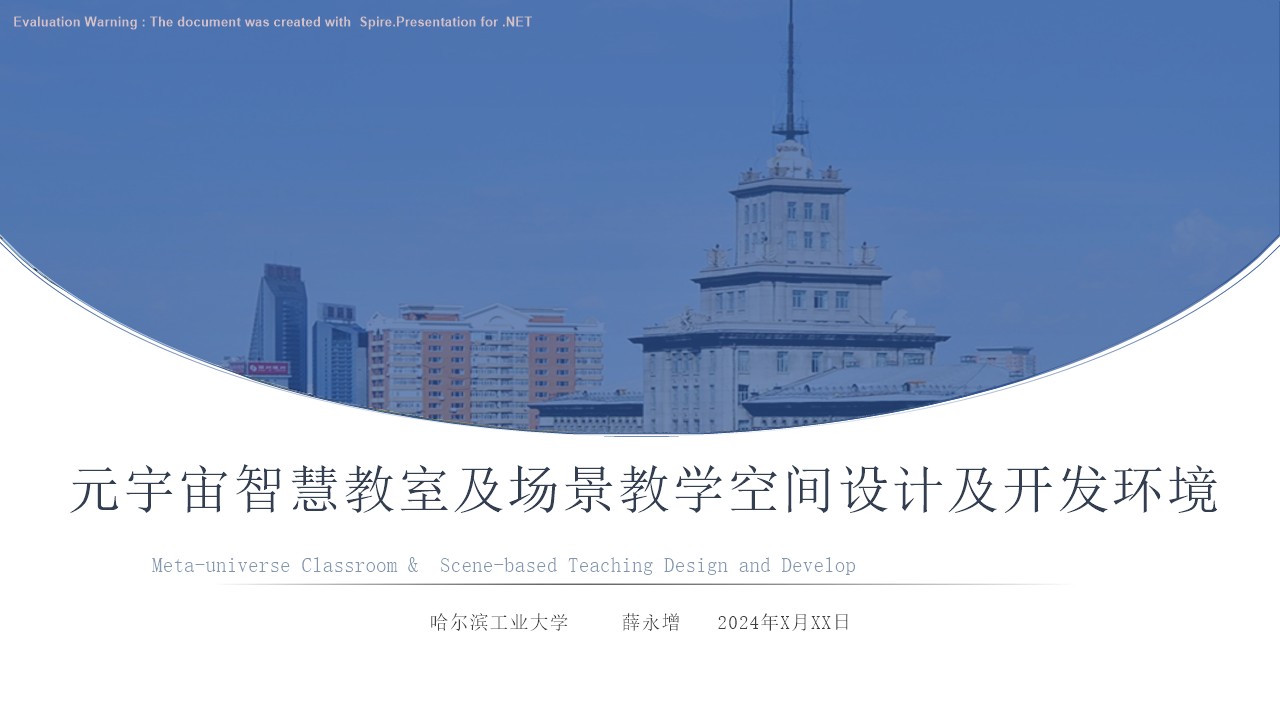 Evaluation Warning : The document was created with  Spire.Presentation for .NET
元宇宙智慧教室及场景教学空间设计及开发环境
Meta-universe Classroom &  Scene-based Teaching Design and Develop
哈尔滨工业大学 薛永增 2024年X月XX日